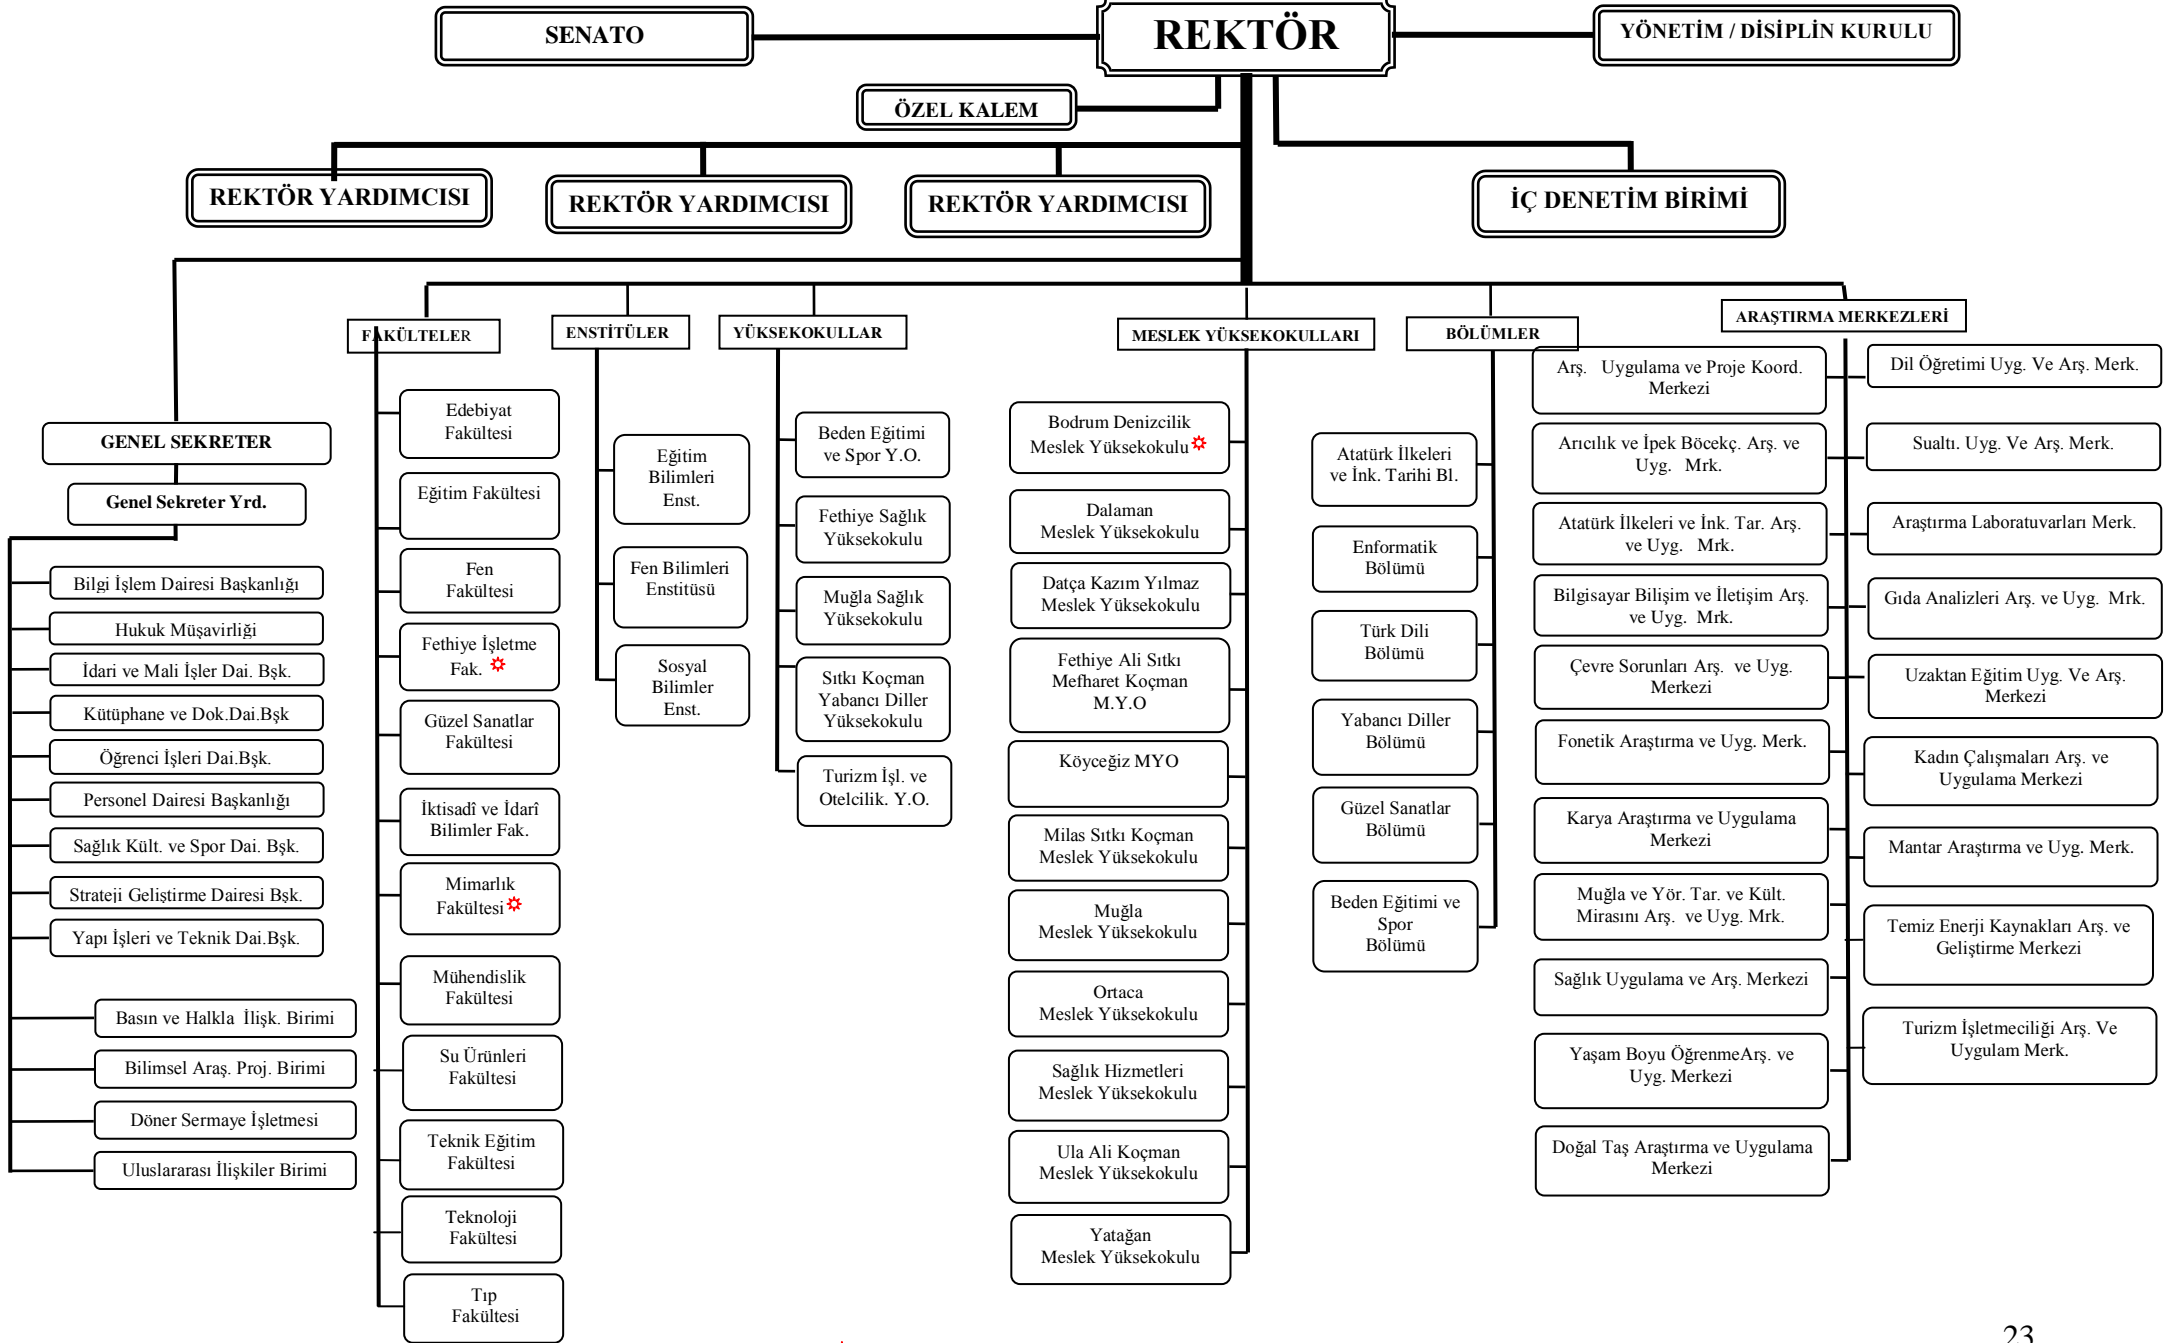 SENATO
REKTÖR
YÖNETİM / DİSİPLİN KURULU
ÖZEL KALEM
REKTÖR YARDIMCISI
REKTÖR YARDIMCISI
REKTÖR YARDIMCISI
İÇ DENETİM BİRİMİ
GENEL SEKRETER
Genel Sekreter Yrd.
Bilgi İşlem Dairesi Başkanlığı
Hukuk Müşavirliği
İdari ve Mali İşler Dai. Bşk.
Kütüphane ve Dok.Dai.Bşk
Öğrenci İşleri Dai.Bşk.
Personel Dairesi Başkanlığı
Sağlık Kült. ve Spor Dai. Bşk.
Strateji Geliştirme Dairesi Bşk.
Yapı İşleri ve Teknik Dai.Bşk.
Basın ve Halkla İlişk. Birimi
Bilimsel Araş. Proj. Birimi
Döner Sermaye İşletmesi
Uluslararası İlişkiler Birimi
FAKÜLTELER
Edebiyat
Fakültesi
Eğitim Fakültesi
Fen
Fakültesi
Fethiye İşletme
Fak.
Güzel Sanatlar
Fakültesi
İktisadî ve İdarî
Bilimler Fak.
Mimarlık
Fakültesi
Mühendislik
Fakültesi
Su Ürünleri
Fakültesi
Teknik Eğitim
Fakültesi
Teknoloji
Fakültesi
Tıp
Fakültesi
ENSTİTÜLER
Eğitim
Bilimleri
Enst.
Fen Bilimleri
Enstitüsü
Sosyal
Bilimler
Enst.
YÜKSEKOKULLAR
Beden Eğitimi
ve Spor Y.O.
Fethiye Sağlık
Yüksekokulu
Muğla Sağlık
Yüksekokulu
Sıtkı Koçman
Yabancı Diller
Yüksekokulu
Turizm İşl. ve
Otelcilik. Y.O.
MESLEK YÜKSEKOKULLARI
Bodrum Denizcilik
Meslek Yüksekokulu
Dalaman
Meslek Yüksekokulu
Datça Kazım Yılmaz
Meslek Yüksekokulu
Fethiye Ali Sıtkı
Mefharet Koçman
M.Y.O
Köyceğiz MYO
Milas Sıtkı Koçman
Meslek Yüksekokulu
Muğla
Meslek Yüksekokulu
Ortaca
Meslek Yüksekokulu
Sağlık Hizmetleri
Meslek Yüksekokulu
Ula Ali Koçman
Meslek Yüksekokulu
Yatağan
Meslek Yüksekokulu
BÖLÜMLER
Atatürk İlkeleri
ve İnk. Tarihi Bl.
Enformatik
Bölümü
Türk Dili
Bölümü
Yabancı Diller
Bölümü
Güzel Sanatlar
Bölümü
Beden Eğitimi ve
Spor
Bölümü
ARAŞTIRMA MERKEZLERİ
Arş. Uygulama ve Proje Koord.
Merkezi
Arıcılık ve İpek Böcekç. Arş. ve
Uyg. Mrk.
Atatürk İlkeleri ve İnk. Tar. Arş.
ve Uyg. Mrk.
Bilgisayar Bilişim ve İletişim Arş.
ve Uyg. Mrk.
Çevre Sorunları Arş. ve Uyg.
Merkezi
Fonetik Araştırma ve Uyg. Merk.
Karya Araştırma ve Uygulama
Merkezi
Muğla ve Yör. Tar. ve Kült.
Mirasını Arş. ve Uyg. Mrk.
Sağlık Uygulama ve Arş. Merkezi
Yaşam Boyu ÖğrenmeArş. ve
Uyg. Merkezi
Doğal Taş Araştırma ve Uygulama
Merkezi
Dil Öğretimi Uyg. Ve Arş. Merk.
Sualtı. Uyg. Ve Arş. Merk.
Araştırma Laboratuvarları Merk.
Gıda Analizleri Arş. ve Uyg. Mrk.
Uzaktan Eğitim Uyg. Ve Arş.
Merkezi
Kadın Çalışmaları Arş. ve
Uygulama Merkezi
Mantar Araştırma ve Uyg. Merk.
Temiz Enerji Kaynakları Arş. ve
Geliştirme Merkezi
Turizm İşletmeciliği Arş. Ve
Uygulam Merk.
23